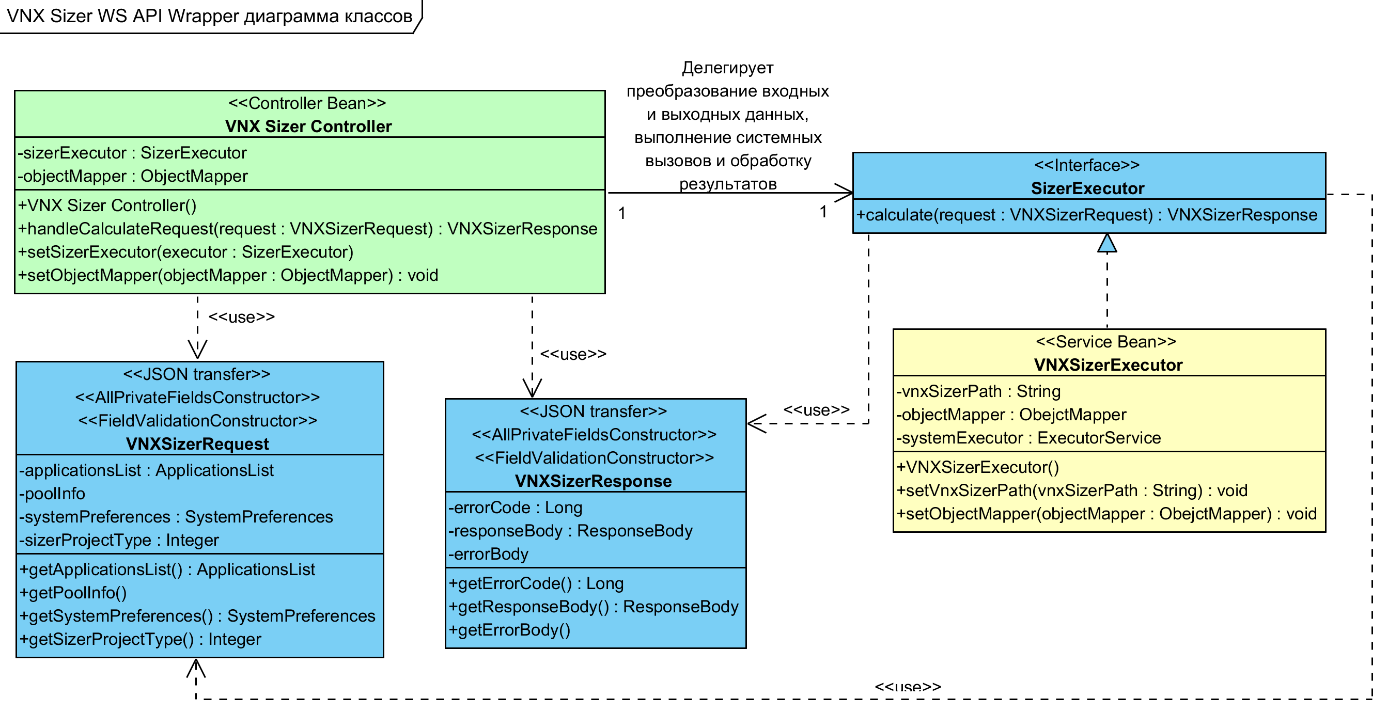 VNX Sizer WS API Wrapper диаграмма классов
<<Controller Bean>>
VNX Sizer Controller
-sizerExecutor : SizerExecutor
-objectMapper : ObjectMapper
+VNX Sizer Controller()
+handleCalculateRequest(request : VNXSizerRequest) : VNXSizerResponse
+setSizerExecutor(executor : SizerExecutor)
+setObjectMapper(objectMapper : ObjectMapper) : void
Делегирует
преобразование входных
и выходных данных,
выполнение системных
вызовов и обработку
результатов
1
1
<<Interface>>
SizerExecutor
+calculate(request : VNXSizerRequest) : VNXSizerResponse
<<use>>
<<use>>
<<use>>
<<Service Bean>>
VNXSizerExecutor
-vnxSizerPath : String
-objectMapper : ObejctMapper
-systemExecutor : ExecutorService
+VNXSizerExecutor()
+setVnxSizerPath(vnxSizerPath : String) : void
+setObjectMapper(objectMapper : ObejctMapper) : void
<<JSON transfer>>
<<AllPrivateFieldsConstructor>>
<<FieldValidationConstructor>>
VNXSizerRequest
-applicationsList : ApplicationsList
-poolInfo
-systemPreferences : SystemPreferences
-sizerProjectType : Integer
+getApplicationsList() : ApplicationsList
+getPoolInfo()
+getSystemPreferences() : SystemPreferences
+getSizerProjectType() : Integer
<<JSON transfer>>
<<AllPrivateFieldsConstructor>>
<<FieldValidationConstructor>>
VNXSizerResponse
-errorCode : Long
-responseBody : ResponseBody
-errorBody
+getErrorCode() : Long
+getResponseBody() : ResponseBody
+getErrorBody()
<<use>>